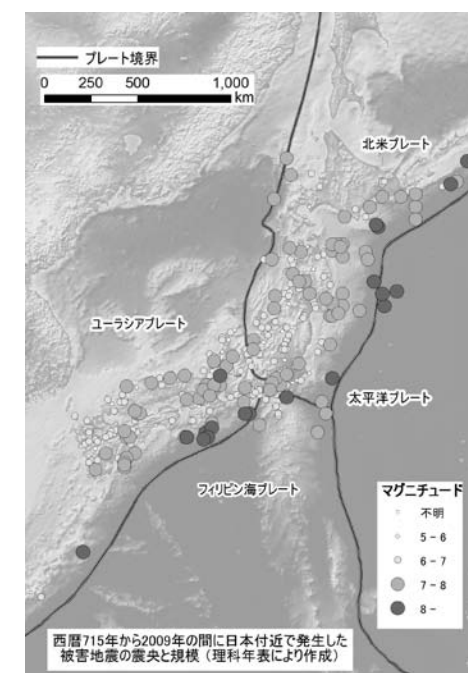 プレート境界
0 250 500 1,000
km
北米プレート
ユーラシアプレート
太平洋プレート
フィリピン海プレート
マグニチュード
不明
5 - 6
6 - 7
7 - 8
8 -
西暦715年から2009年の間に日本付近で発生した
被害地震の震央と規模（理科年表により作成）